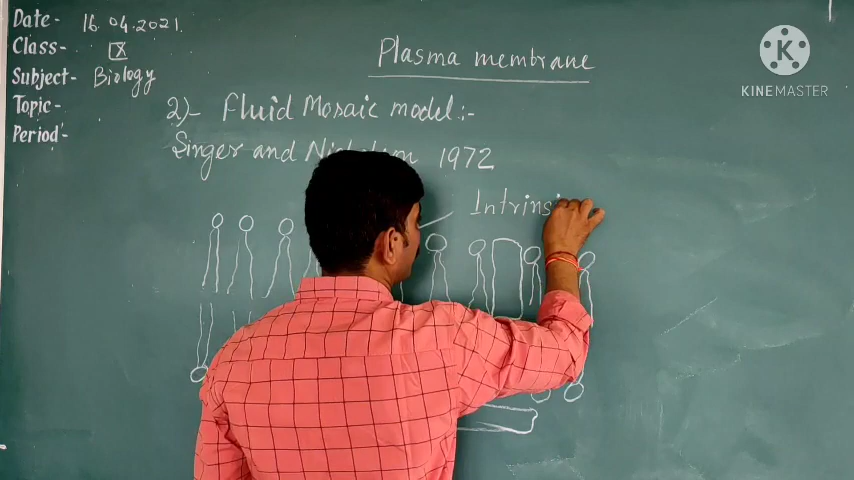 Date- 16.04.2021.
Class- X
Subject- Biology
Topic-
Period-
Plasma membrane
2)- Fluid Mosaic model:-
Singer and 1972
KINEMASTER